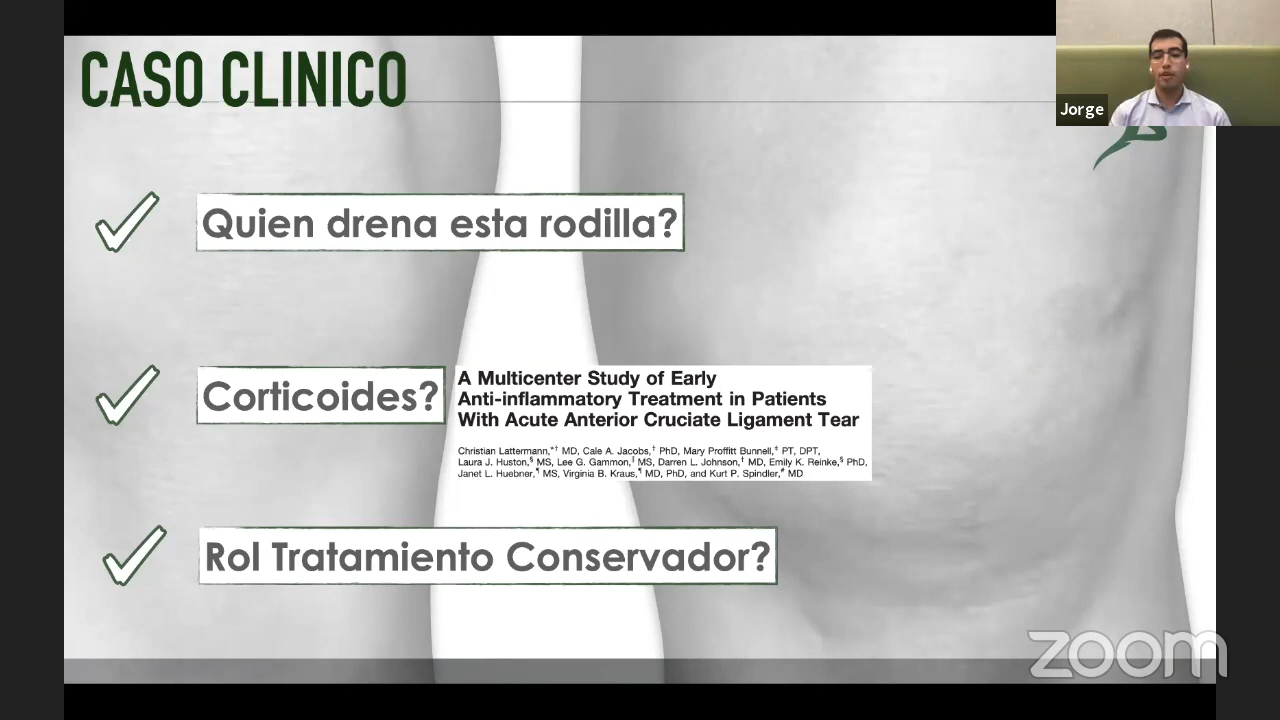 CASO CLINICO
Jorge
Quien drena esta rodilla?
Corticoides?
A Multicenter Study of Early
Anti-inflammatory Treatment in Patients
With Acute Anterior Cruciate Ligament Tear
Christian Lattermann,*† MD, Cale A. Jacobs,† PhD, Mary Proffitt Bunnell,‡ PT, DPT,
Laura J. Huston,§ MS, Lee G. Gammon,‖ MS, Darren L. Johnson,† MD, Emily K. Reinke,§ PhD,
Janet L. Huebner,¶ MS, Virginia B. Kraus,¶ MD, PhD, and Kurt P. Spindler,# MD
Rol Tratamiento Conservador?
zoom